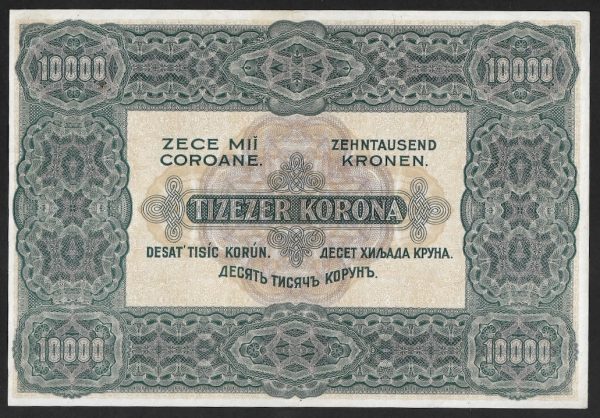 10000
10000
ZECE MII
COROANE.
ZEHNTAUSEND
KRONEN.
TIZEZER KORONA
DESAŤ TISÍC KORÚN.
ДЕСЕТ ХИЉАДА КРУНА.
ДЕСЯТЬ ТИСЯЧЪ КОРУНЪ.
10000
10000